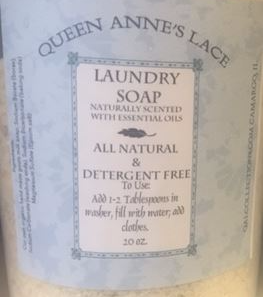 QUEEN ANNE'S LACE
LAUNDRY
SOAP
NATURALLY SCENTED
WITH ESSENTIAL OILS
ALL NATURAL
&
DETERGENT FREE
To Use:
Add 1-2 Tablespoons in
washer, fill with water; add
clothes.
20 oz.